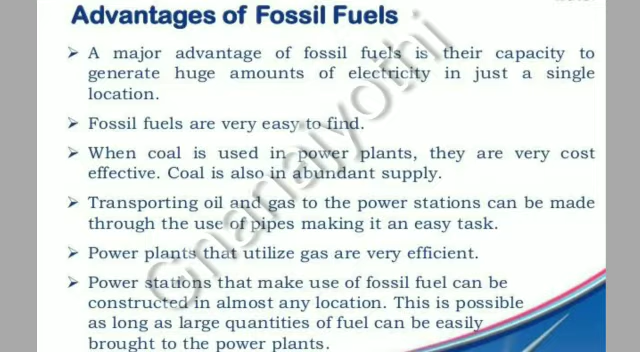 Advantages of Fossil Fuels
➢ A major advantage of fossil fuels is their capacity to
generate huge amounts of electricity in just a single
location.
➢ Fossil fuels are very easy to find.
➢ When coal is used in power plants, they are very cost
effective. Coal is also in abundant supply.
➢ Transporting oil and gas to the power stations can be made
through the use of pipes making it an easy task.
➢ Power plants that utilize gas are very efficient.
➢ Power stations that make use of fossil fuel can be
constructed in almost any location. This is possible
as long as large quantities of fuel can be easily
brought to the power plants.
Gnanajyothi